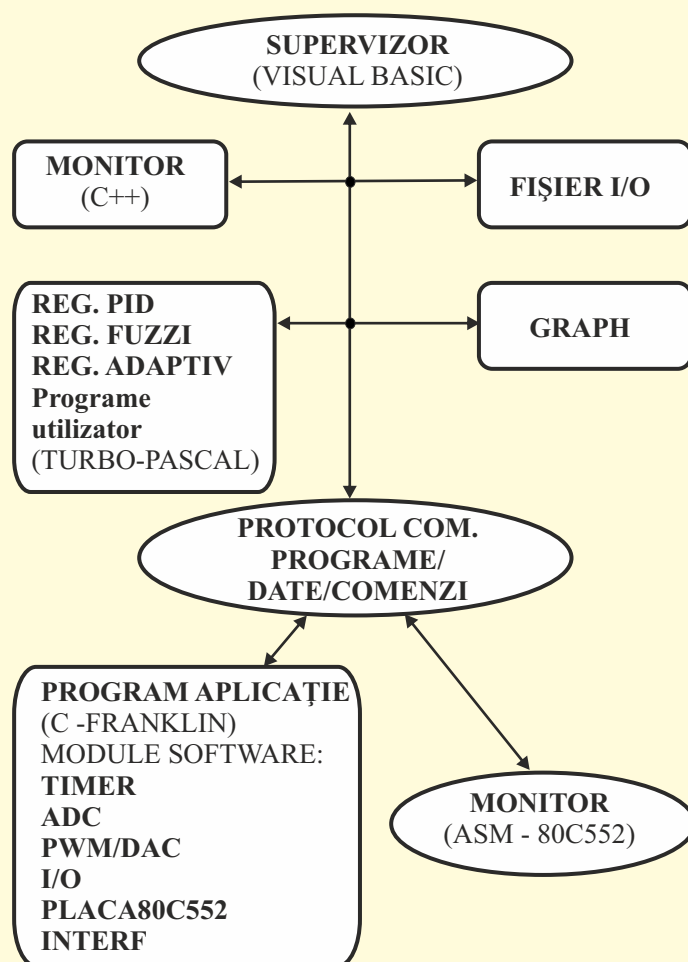 SUPERVIZOR
(VISUAL BASIC)
MONITOR
(C++)
FIŞIER I/O
REG. PID
REG. FUZZI
REG. ADAPTIV
Programe
utilizator
(TURBO-PASCAL)
GRAPH
PROTOCOL COM.
PROGRAME/
DATE/COMENZI
PROGRAM APLICAŢIE
(C -FRANKLIN)
MODULE SOFTWARE:
TIMER
ADC
PWM/DAC
I/O
PLACA80C552
INTERF
MONITOR
(ASM - 80C552)